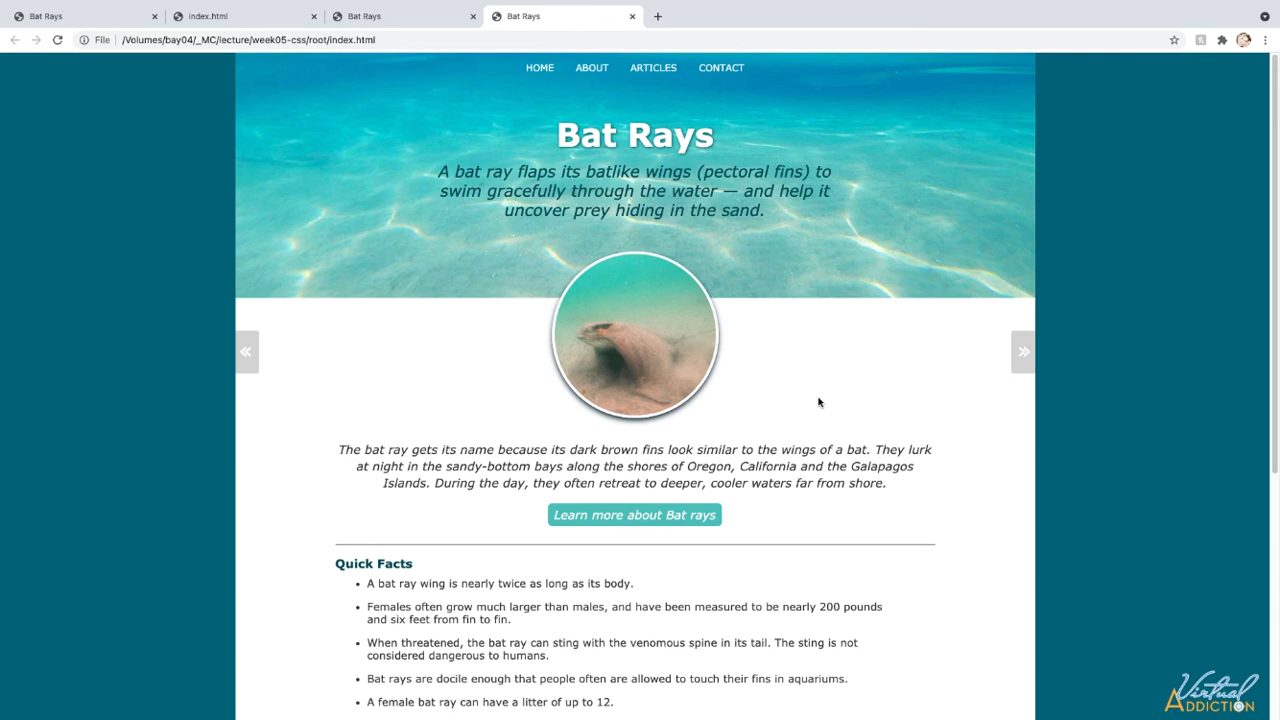 Bat Rays
index.html
Bat Rays
Bat Rays
File /Volumes/bay04/_MC/lecture/week05-css/root/index.html
HOME ABOUT ARTICLES CONTACT
Bat Rays
A bat ray flaps its batlike wings (pectoral fins) to
swim gracefully through the water — and help it
uncover prey hiding in the sand.
« »
The bat ray gets its name because its dark brown fins look similar to the wings of a bat. They lurk
at night in the sandy-bottom bays along the shores of Oregon, California and the Galapagos
Islands. During the day, they often retreat to deeper, cooler waters far from shore.
Learn more about Bat rays
Quick Facts
• A bat ray wing is nearly twice as long as its body.
• Females often grow much larger than males, and have been measured to be nearly 200 pounds
and six feet from fin to fin.
• When threatened, the bat ray can sting with the venomous spine in its tail. The sting is not
considered dangerous to humans.
• Bat rays are docile enough that people often are allowed to touch their fins in aquariums.
• A female bat ray can have a litter of up to 12.
Virtual
ADDICTION